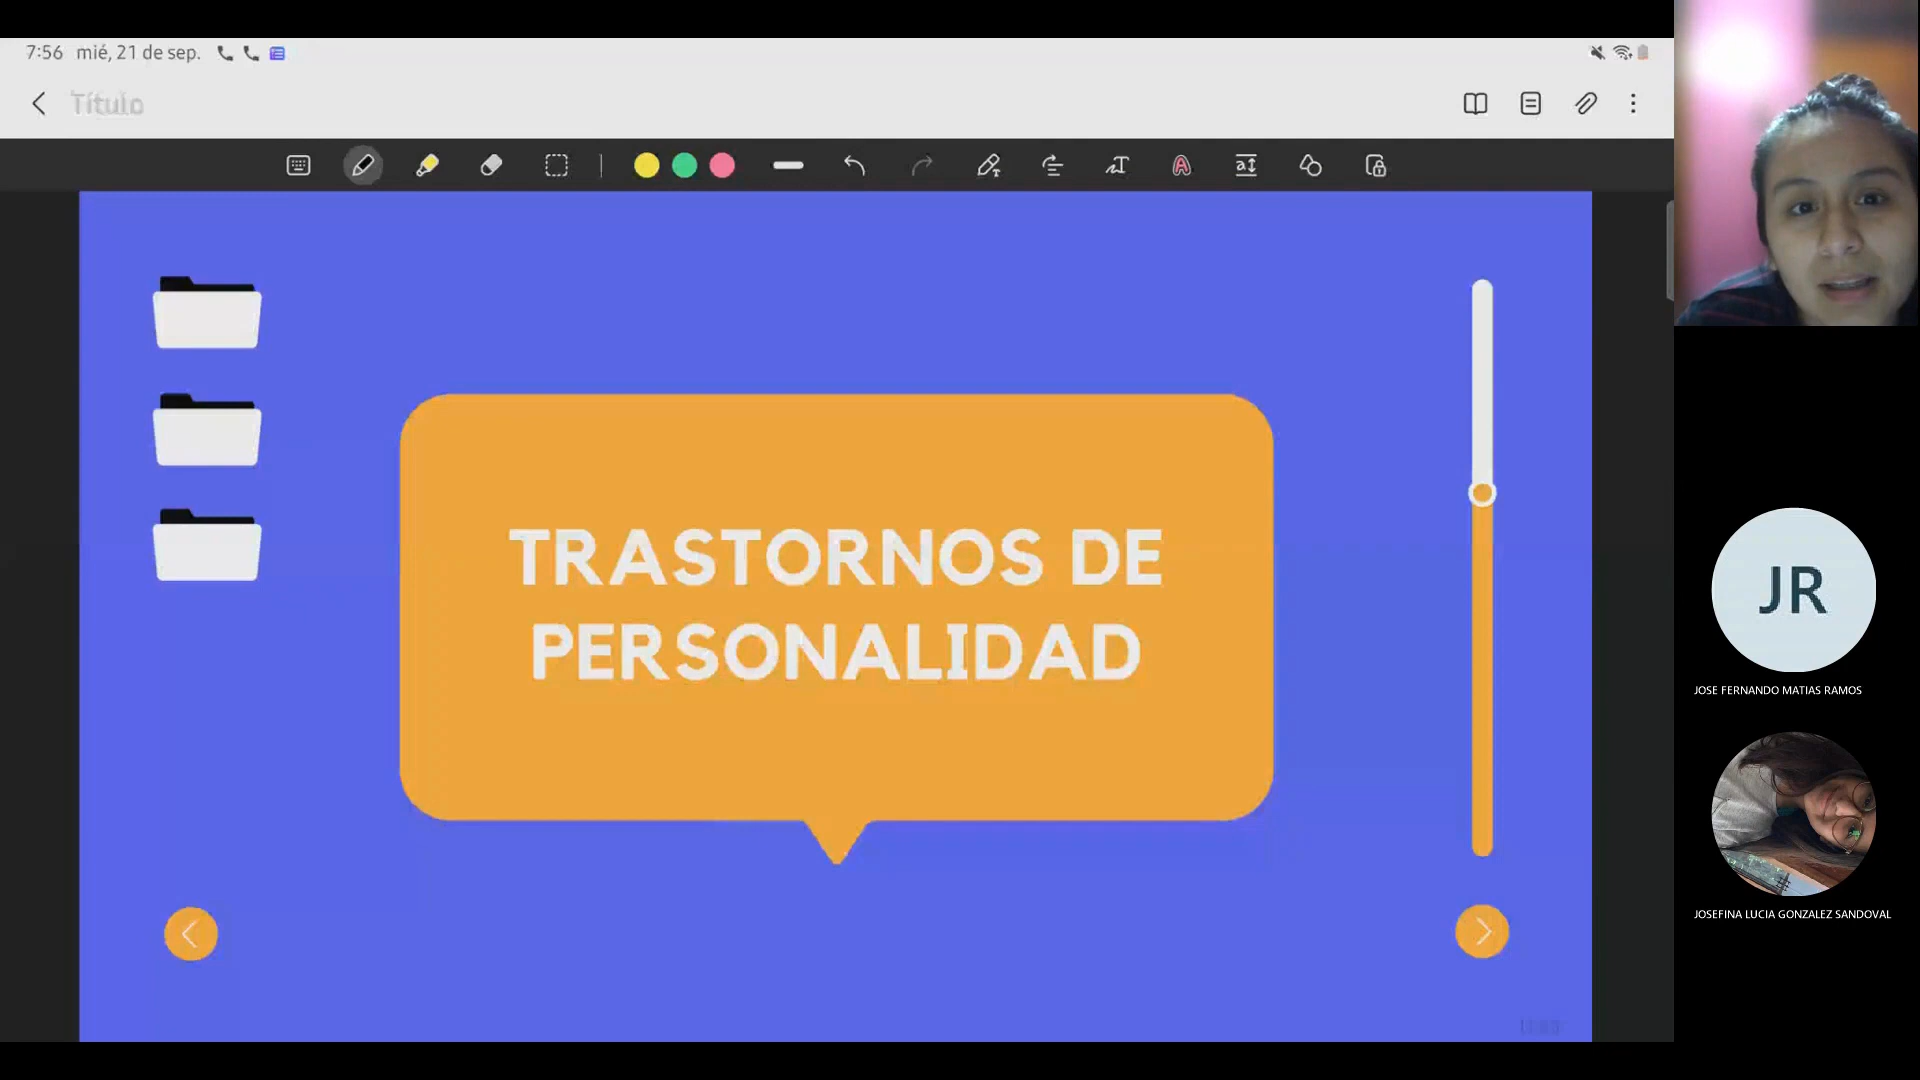 7:56 mié, 21 de sep.
Título
TRASTORNOS DE
PERSONALIDAD
JR
JOSE FERNANDO MATIAS RAMOS
JOSEFINA LUCIA GONZALEZ SANDOVAL